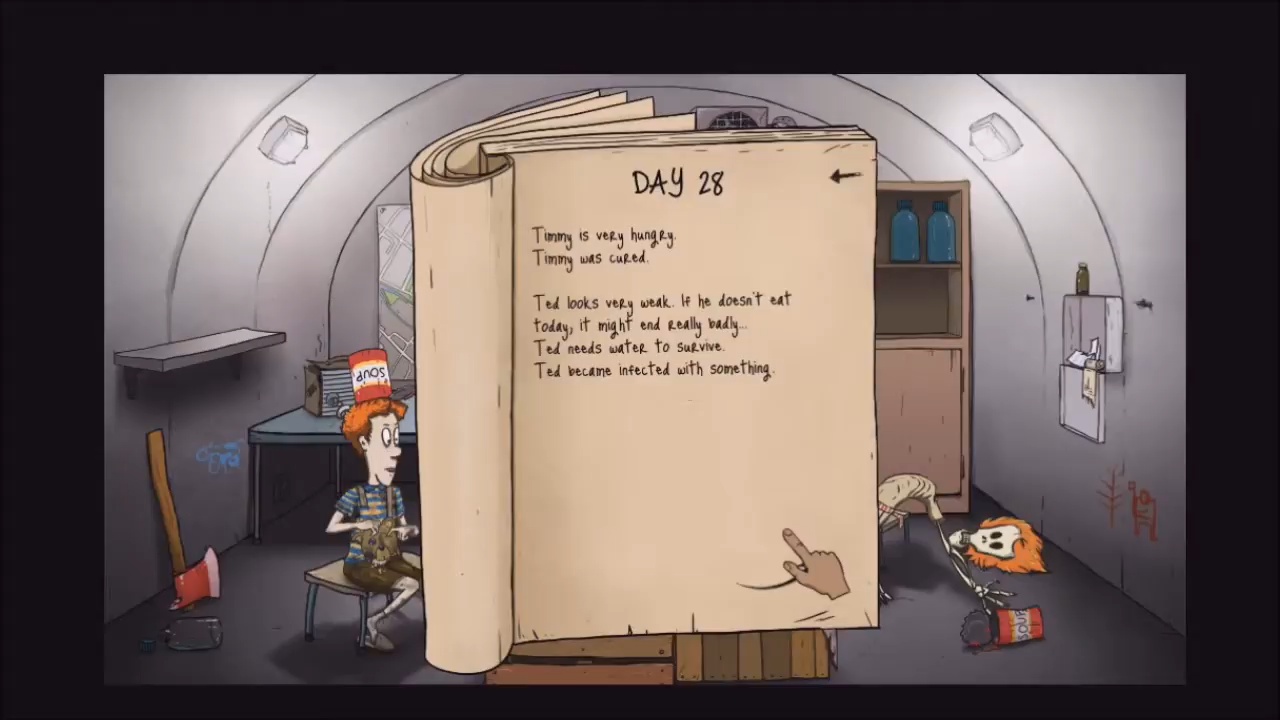 DAY 28
Timmy is very hungry.
Timmy was cured.
Ted looks very weak. If he doesn't eat
today, it might end really badly...
Ted needs water to survive.
Ted became infected with something.
SOUP
SOUP